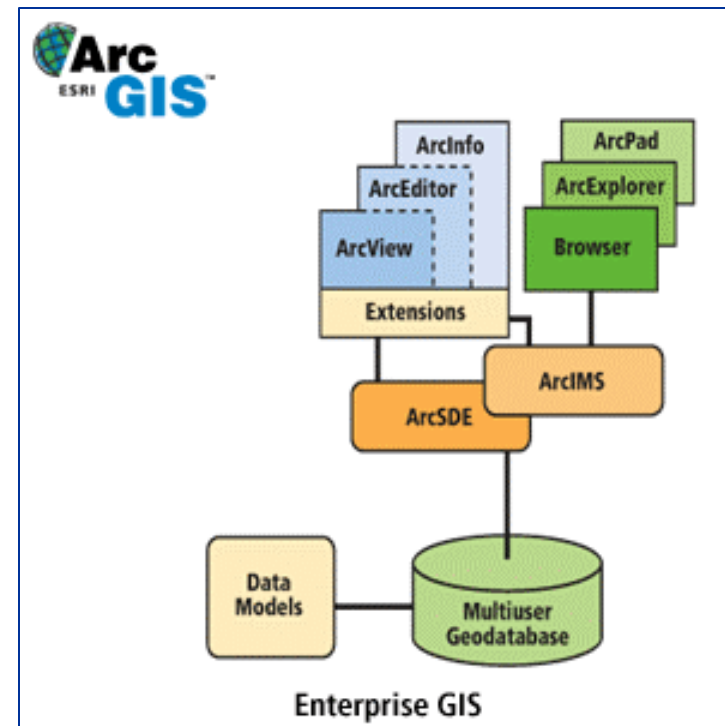 Arc
ESRI GIS™
ArcInfo
ArcPad
ArcEditor
ArcExplorer
ArcView
Browser
Extensions
ArcIMS
ArcSDE
Data
Models
Multiuser
Geodatabase
Enterprise GIS